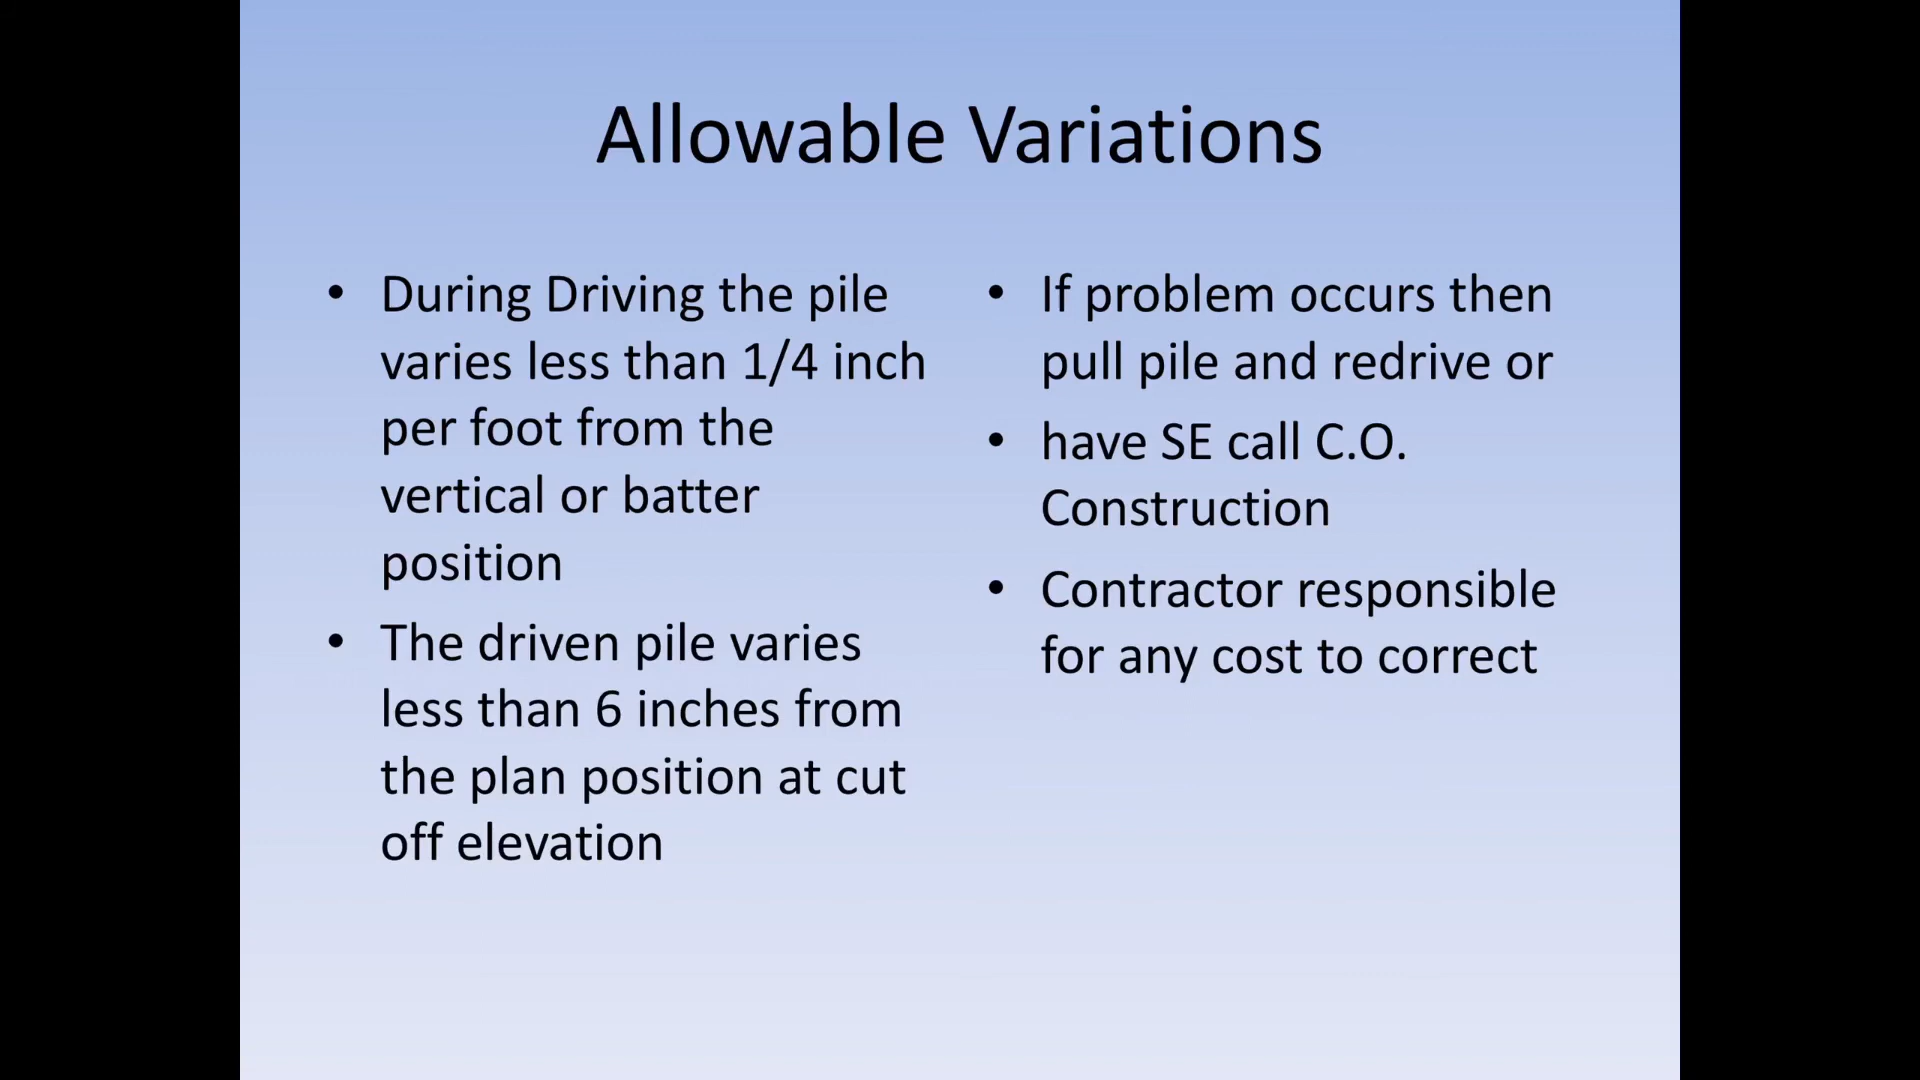 Allowable Variations
• During Driving the pile
varies less than 1/4 inch
per foot from the
vertical or batter
position
• The driven pile varies
less than 6 inches from
the plan position at cut
off elevation
• If problem occurs then
pull pile and redrive or
• have SE call C.O.
Construction
• Contractor responsible
for any cost to correct